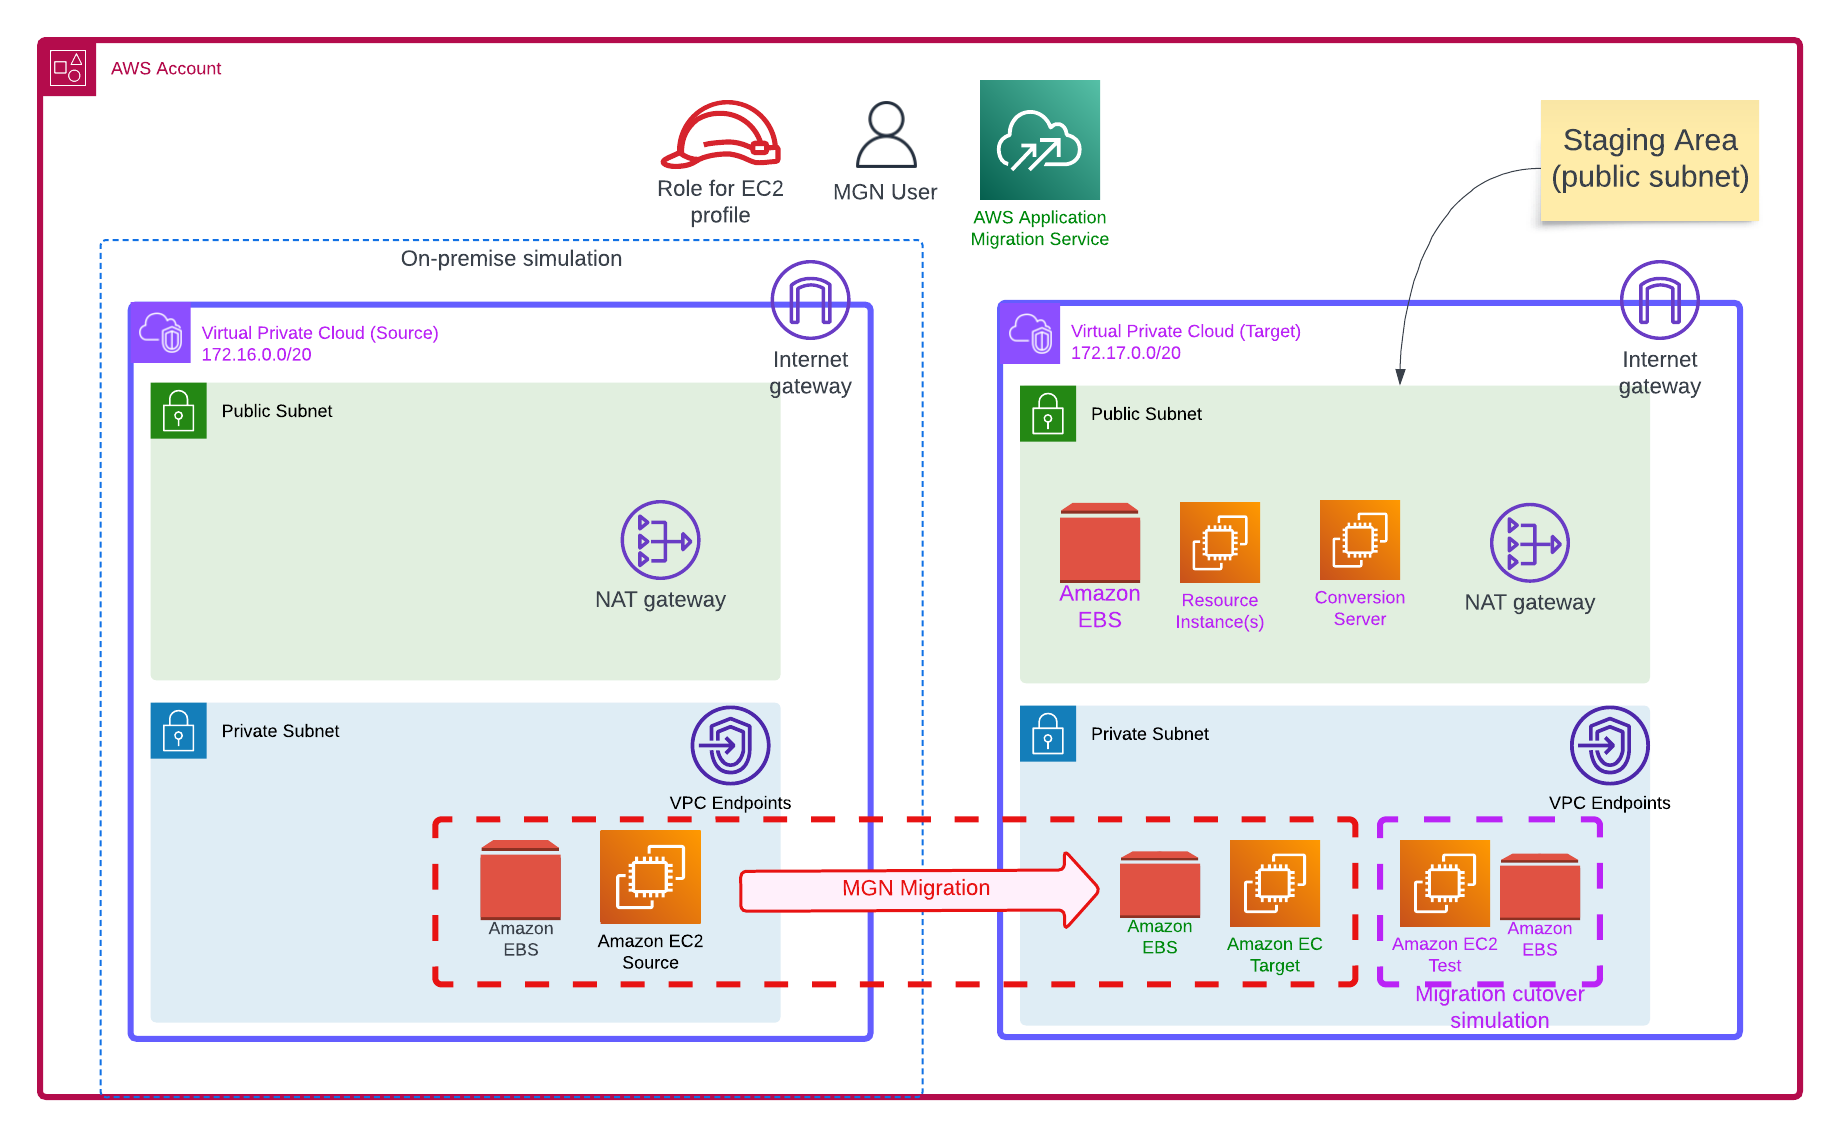 AWS Account
Role for EC2
profile
MGN User
AWS Application
Migration Service
Staging Area
(public subnet)
On-premise simulation
Virtual Private Cloud (Source)
172.16.0.0/20
Internet
gateway
Public Subnet
NAT gateway
Private Subnet
VPC Endpoints
Amazon
EBS
Amazon EC2
Source
MGN Migration
Virtual Private Cloud (Target)
172.17.0.0/20
Internet
gateway
Public Subnet
Amazon
EBS
Resource
Instance(s)
Conversion
Server
NAT gateway
Private Subnet
VPC Endpoints
Amazon
EBS
Amazon EC
Target
Amazon EC2
Test
Amazon
EBS
Migration cutover
simulation